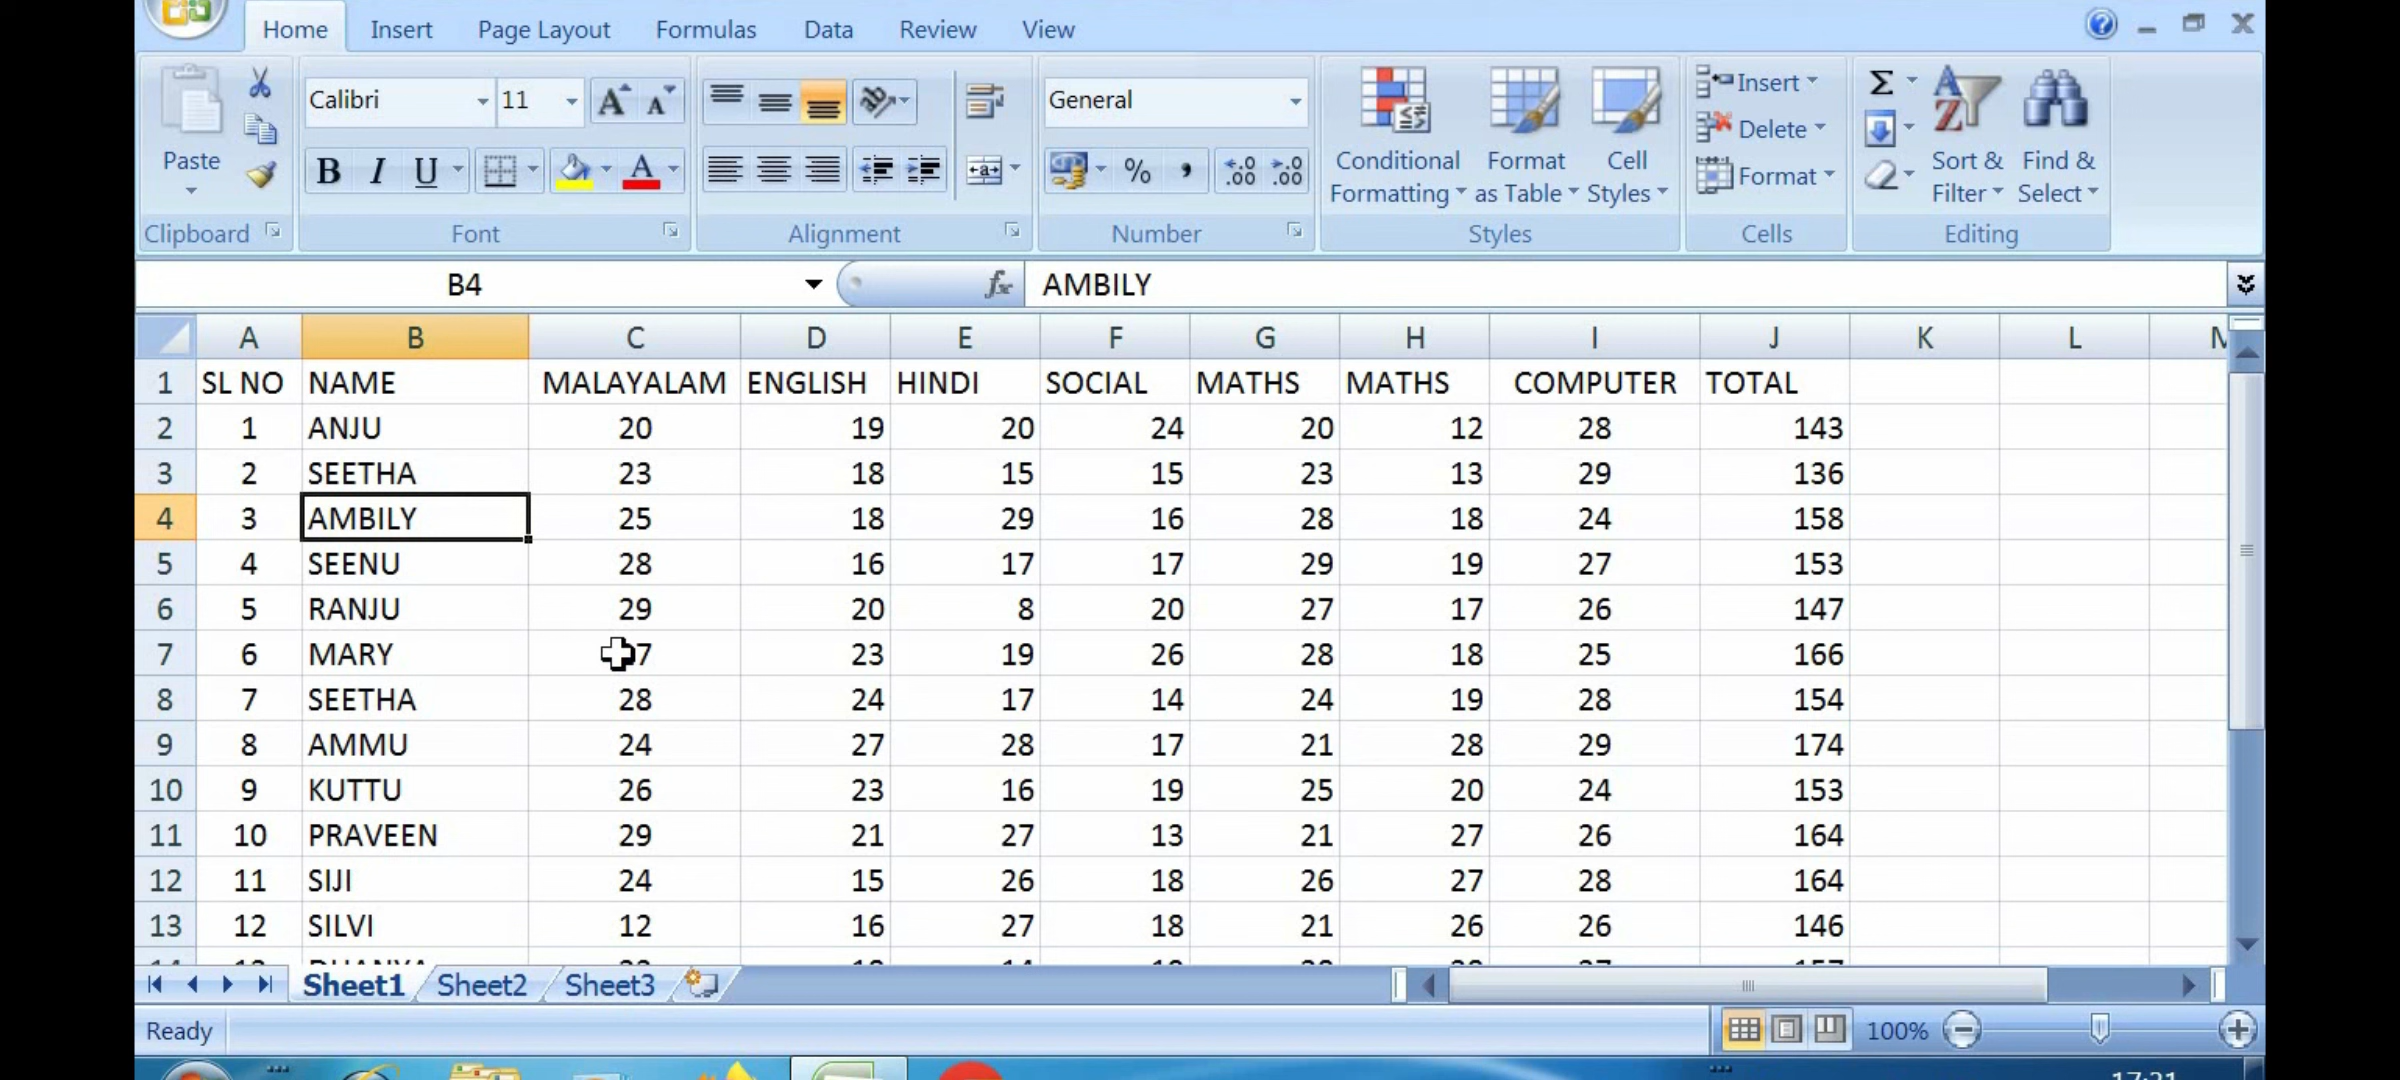 Home Insert Page Layout Formulas Data Review View
Calibri 11 A A General Insert
Paste Conditional Format Cell Delete Sort & Find &
B I U A % , .0 .00 .00 .0 Formatting as Table Styles Format Filter Select
Clipboard Font Alignment Number Styles Cells Editing
B4 fx AMBILY
A B C D E F G H I J K L
1 SL NO NAME MALAYALAM ENGLISH HINDI SOCIAL MATHS MATHS COMPUTER TOTAL
2 1 ANJU 20 19 20 24 20 12 28 143
3 2 SEETHA 23 18 15 15 23 13 29 136
4 3 AMBILY 25 18 29 16 28 18 24 158
5 4 SEENU 28 16 17 17 29 19 27 153
6 5 RANJU 29 20 8 20 27 17 26 147
7 6 MARY 7 23 19 26 28 18 25 166
8 7 SEETHA 28 24 17 14 24 19 28 154
9 8 AMMU 24 27 28 17 21 28 29 174
10 9 KUTTU 26 23 16 19 25 20 24 153
11 10 PRAVEEN 29 21 27 13 21 27 26 164
12 11 SIJI 24 15 26 18 26 27 28 164
13 12 SILVI 12 16 27 18 21 26 26 146
Sheet1 Sheet2 Sheet3
Ready 100%